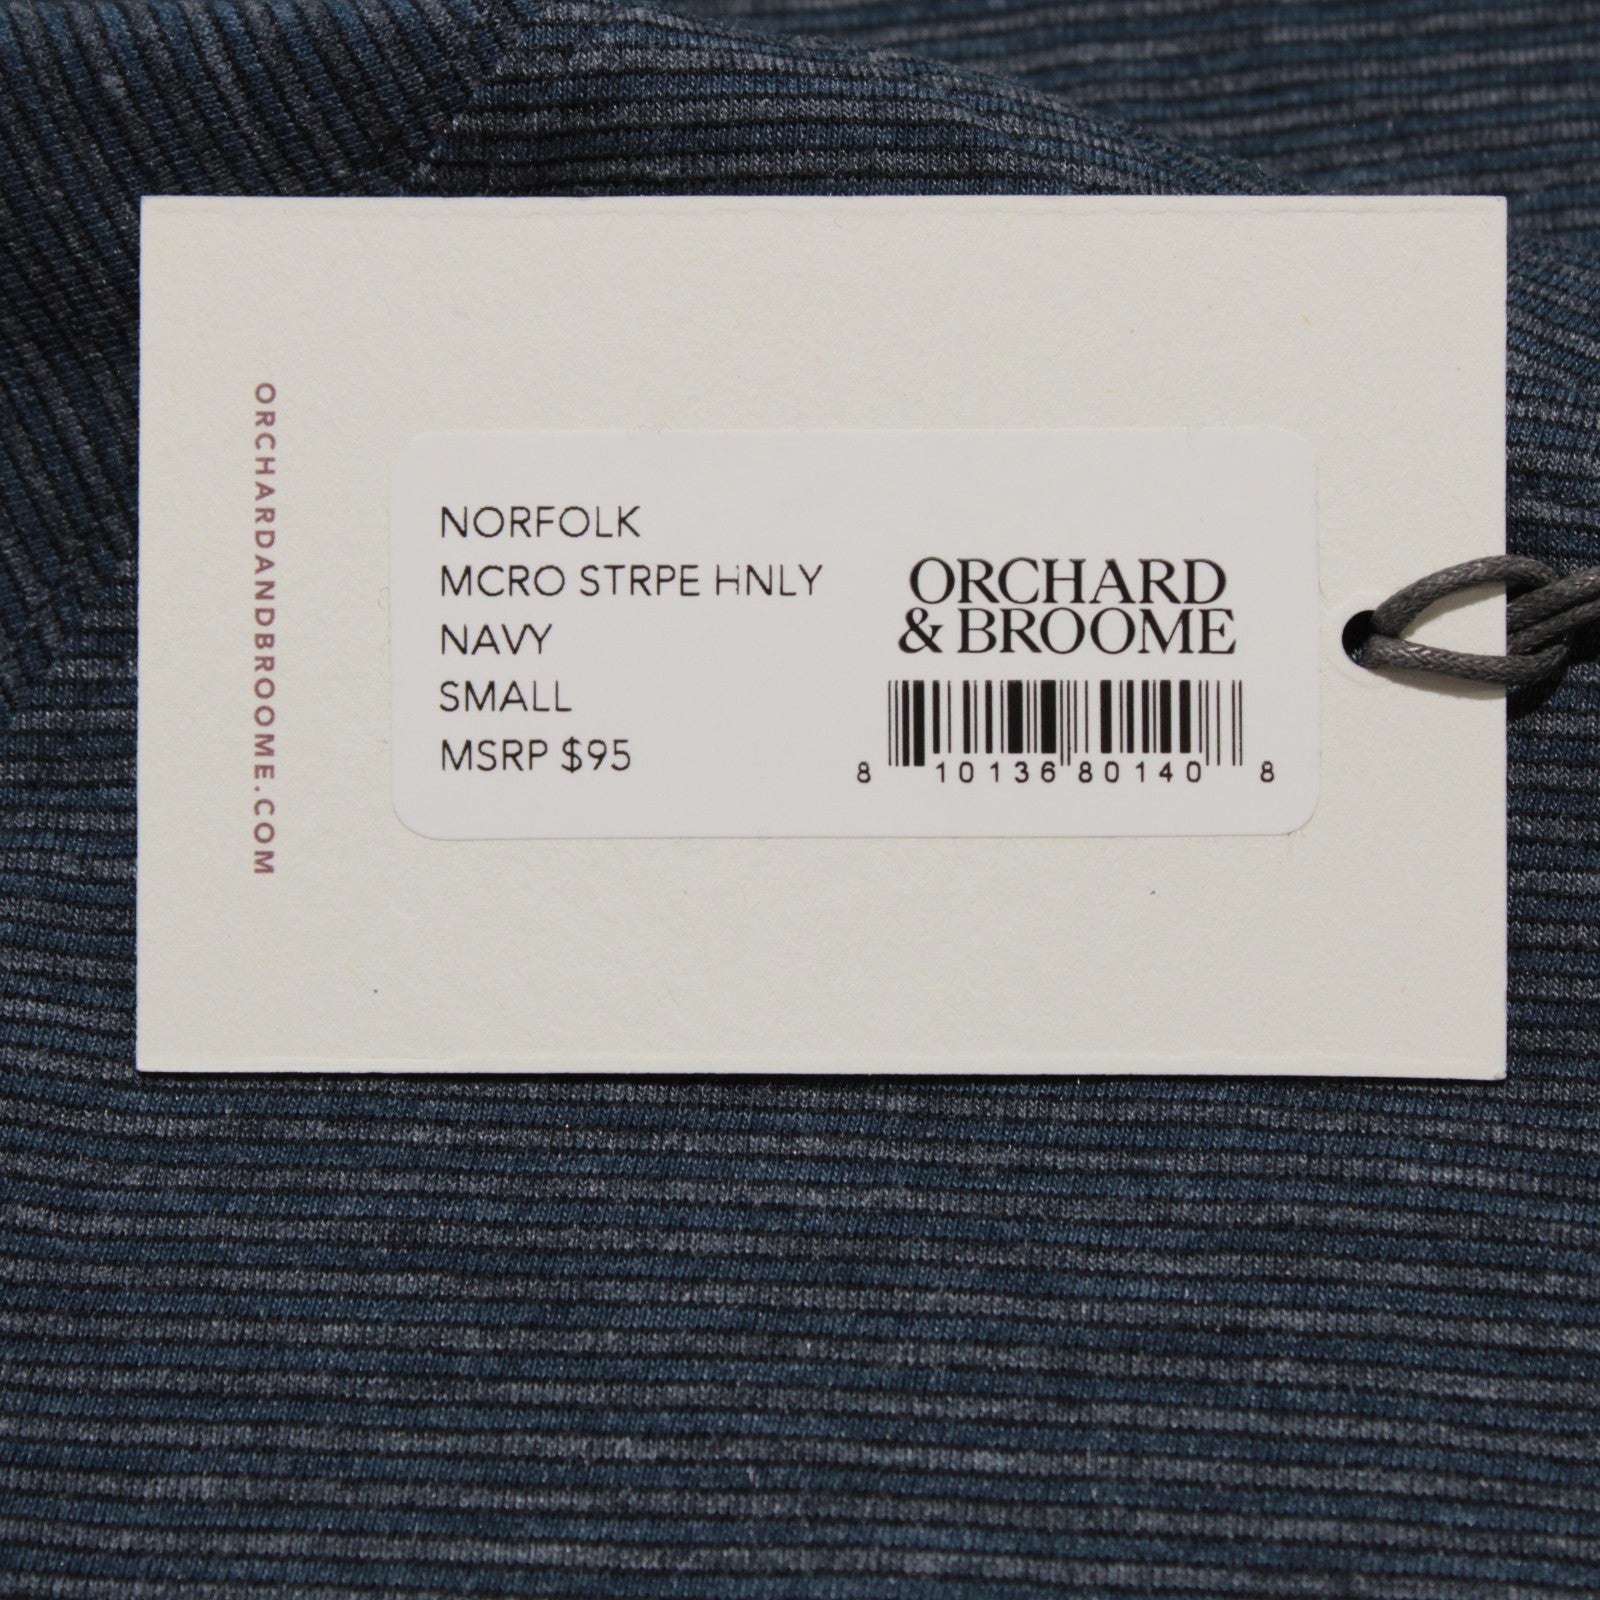 ORCHARDANDBROOME.COM
NORFOLK
MCRO STRPE HNLY
NAVY
SMALL
MSRP $95
ORCHARD
& BROOME
8 10136 80140 8